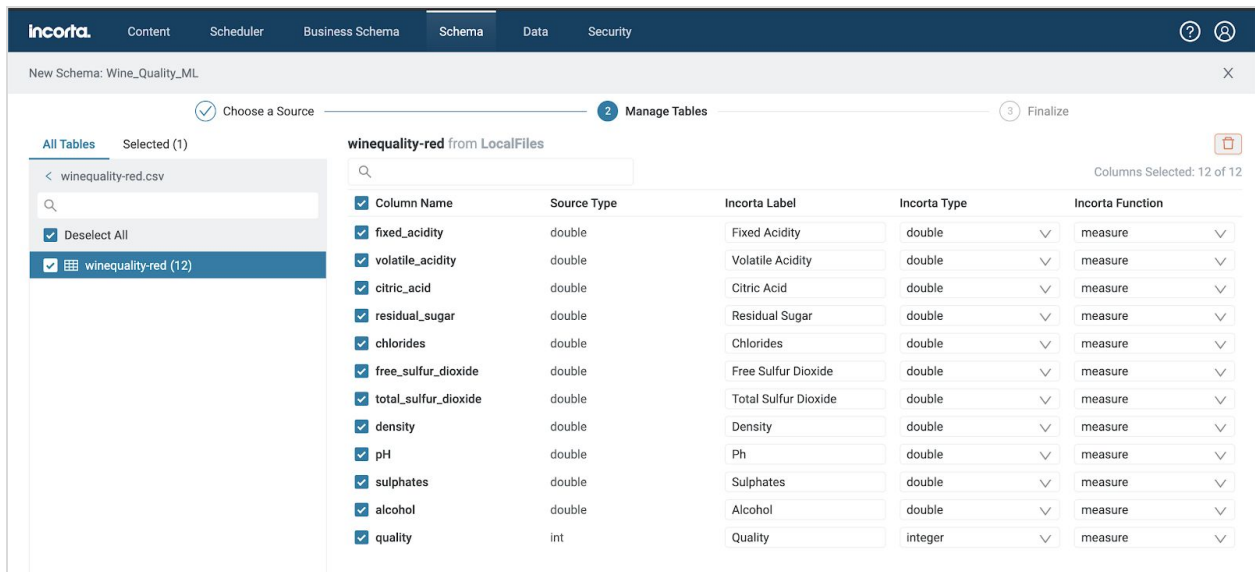 incorta. Content Scheduler Business Schema Schema Data Security
New Schema: Wine_Quality_ML
Choose a Source 2 Manage Tables 3 Finalize
All Tables Selected (1)
winequality-red.csv
Deselect All
winequality-red (12)
winequality-red from LocalFiles
Columns Selected: 12 of 12
Column Name Source Type Incorta Label Incorta Type Incorta Function
fixed_acidity double Fixed Acidity double measure
volatile_acidity double Volatile Acidity double measure
citric_acid double Citric Acid double measure
residual_sugar double Residual Sugar double measure
chlorides double Chlorides double measure
free_sulfur_dioxide double Free Sulfur Dioxide double measure
total_sulfur_dioxide double Total Sulfur Dioxide double measure
density double Density double measure
pH double Ph double measure
sulphates double Sulphates double measure
alcohol double Alcohol double measure
quality int Quality integer measure